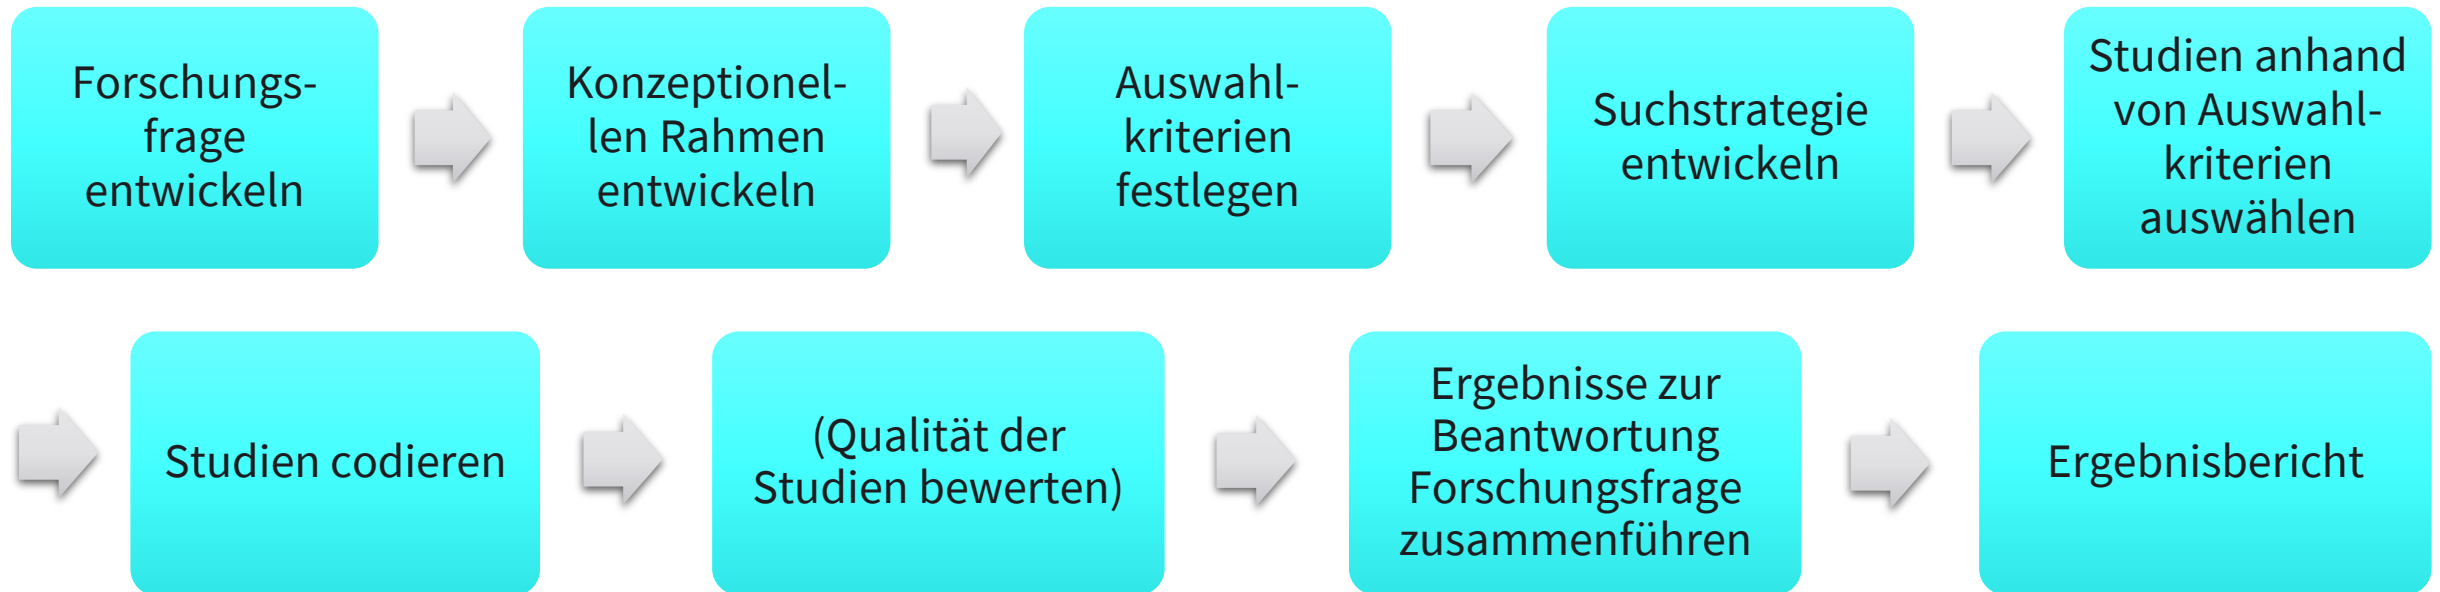 Forschungs-
frage
entwickeln
Konzeptionel-
len Rahmen
entwickeln
Auswahl-
kriterien
festlegen
Suchstrategie
entwickeln
Studien anhand
von Auswahl-
kriterien
auswählen
Studien codieren
(Qualität der
Studien bewerten)
Ergebnisse zur
Beantwortung
Forschungsfrage
zusammenführen
Ergebnisbericht